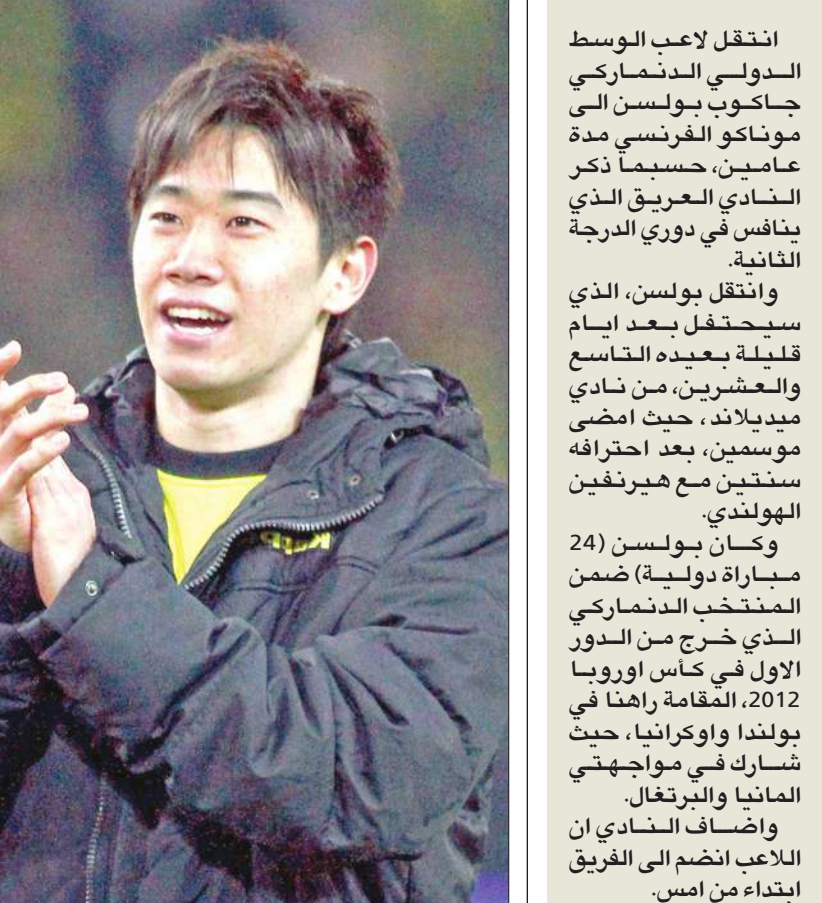 انتقل لاعب الوسط
الدولي الدنماركي
جاكوب بولسن الى
موناكو الفرنسي مدة
عامين، حسبما ذكر
النادي العريق الذي
ينافس في دوري الدرجة
الثانية.
وانتقل بولسن، الذي
سيحتفل بعد ايام
قليلة بعيده التاسع
والعشرين، من نادي
ميديلاند، حيث امضى
موسمين، بعد احترافه
سنتين مع هيرنفين
الهولندي.
وكان بولسن (24
مباراة دولية) ضمن
المنتخب الدنماركي
الذي خرج من الدور
الاول في كأس اوروبا
2012، المقامة راهنا في
بولندا واوكرانيا، حيث
شارك في مواجهتي
المانيا والبرتغال.
واضاف النادي ان
اللاعب انضم الى الفريق
ابتداء من امس.